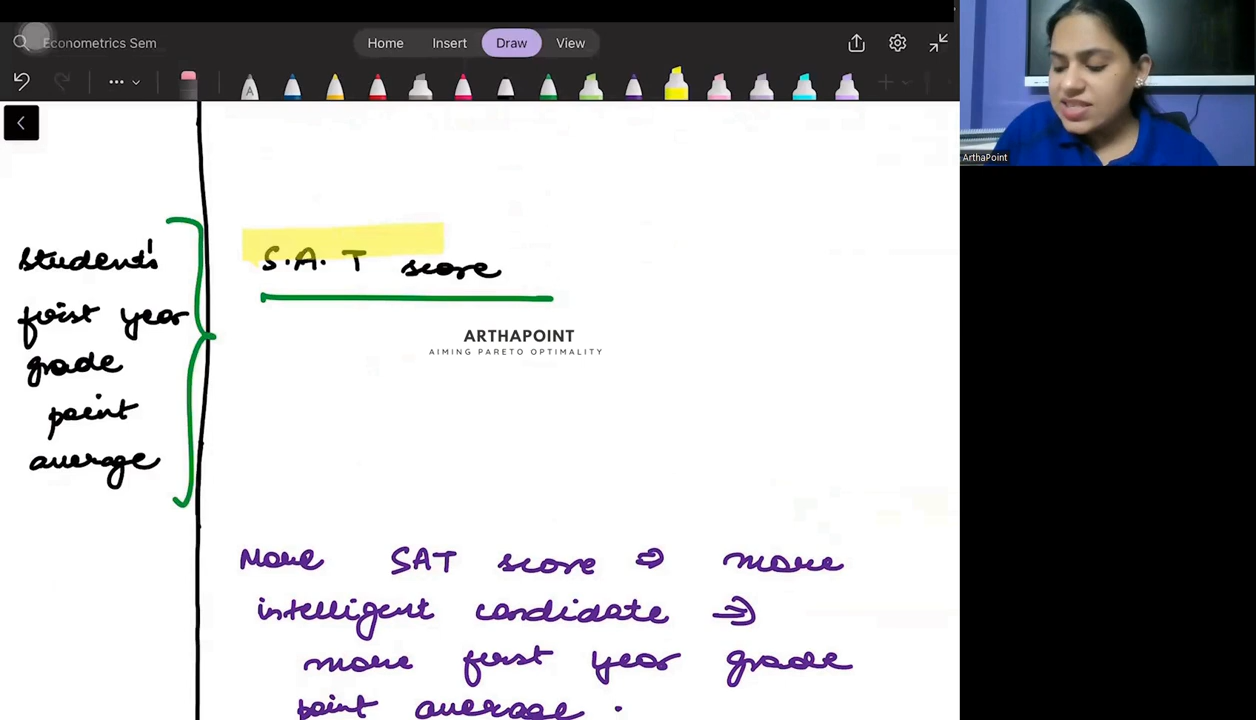 Econometrics Sem
Home Insert Draw View
A
ArthaPoint
student's
first year
grade
point
average
S.A.T score
ARTHAPOINT
AIMING PARETO OPTIMALITY
More SAT score ⇒ more
intelligent candidate ⇒
more first year grade
point average.